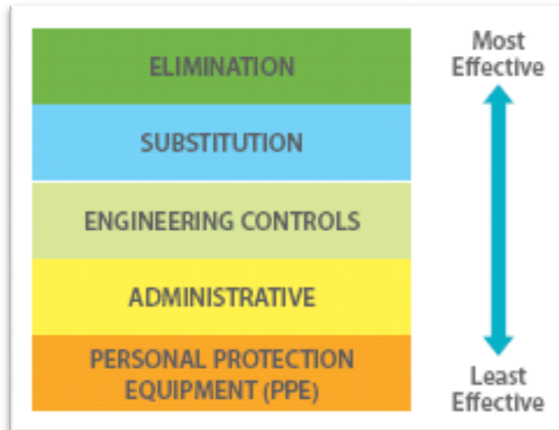 ELIMINATION
SUBSTITUTION
ENGINEERING CONTROLS
ADMINISTRATIVE
PERSONAL PROTECTION
EQUIPMENT (PPE)
Most
Effective
Least
Effective